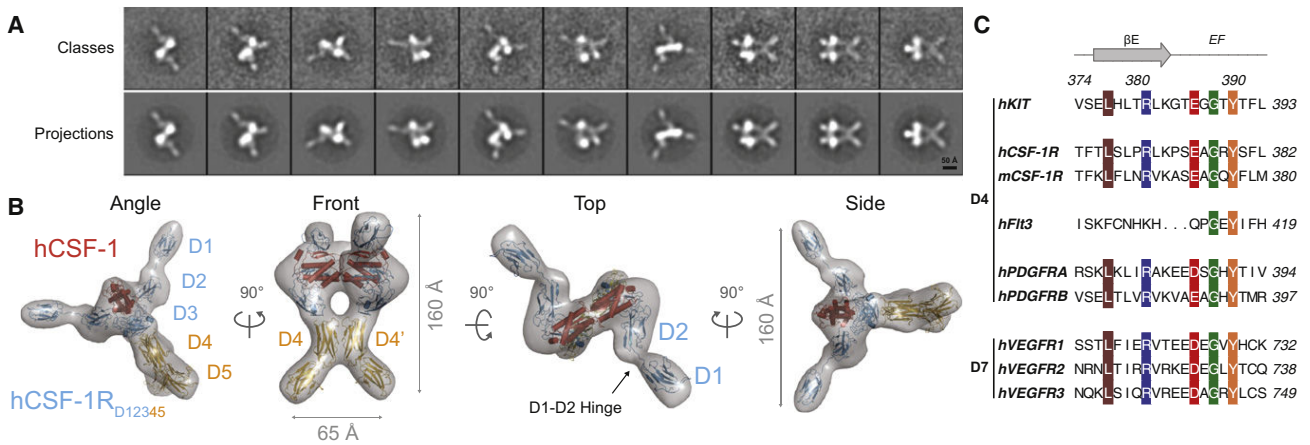 A
Classes
Projections
50 Å
B
Angle
Front
Top
Side
hCSF-1
D1
D2
D3
D4
D5
hCSF-1R D12345
90°
D4
D4'
160 Å
65 Å
90°
D2
D1
D1-D2 Hinge
90°
160 Å
C
βE
EF
374
380
390
D4
hKIT VSELHLTRLKGTEGGTYTFL 393
hCSF-1R TFTLSLPRLKPSEAGRYSFL 382
mCSF-1R TFKLFLNRVKASEAGQYFLM 380
hFlt3 ISKFCNHKH...QPGEYIFH 419
hPDGFRA RSKLKLIRAKEEDSGHYTIV 394
hPDGFRB VSELTLVRVKVAEAGHYTMR 397
D7
hVEGFR1 SSTLFIERVTEEDEGVYHCK 732
hVEGFR2 NRNLTIRRVRKEDEGLYTCQ 738
hVEGFR3 NQKLSIQRVREEDAGRYLCS 749